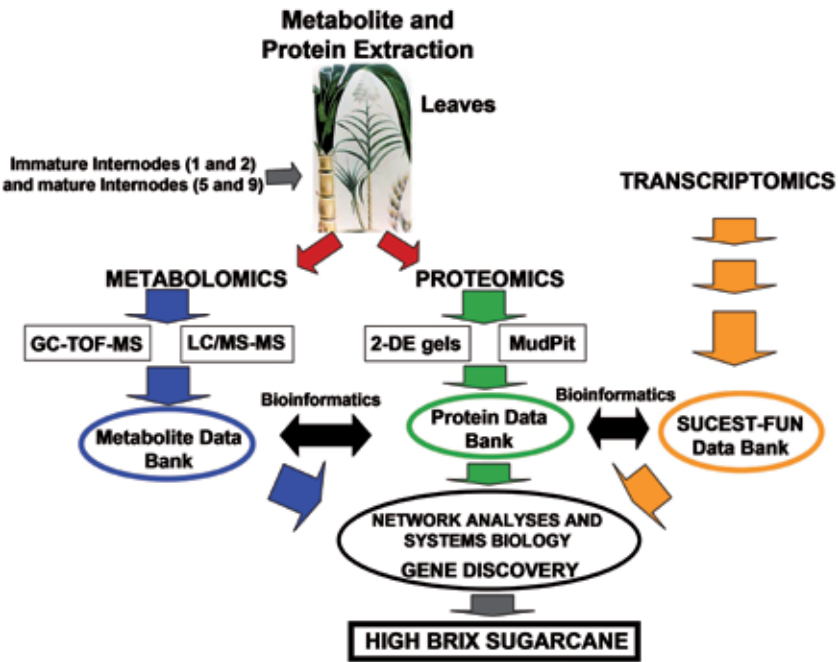 Metabolite and
Protein Extraction
Leaves
Immature Internodes (1 and 2)
and mature Internodes (5 and 9)
TRANSCRIPTOMICS
METABOLOMICS
PROTEOMICS
GC-TOF-MS
LC/MS-MS
2-DE gels
MudPit
Bioinformatics
Bioinformatics
Metabolite Data
Bank
Protein Data
Bank
SUCEST-FUN
Data Bank
NETWORK ANALYSES AND
SYSTEMS BIOLOGY
GENE DISCOVERY
HIGH BRIX SUGARCANE